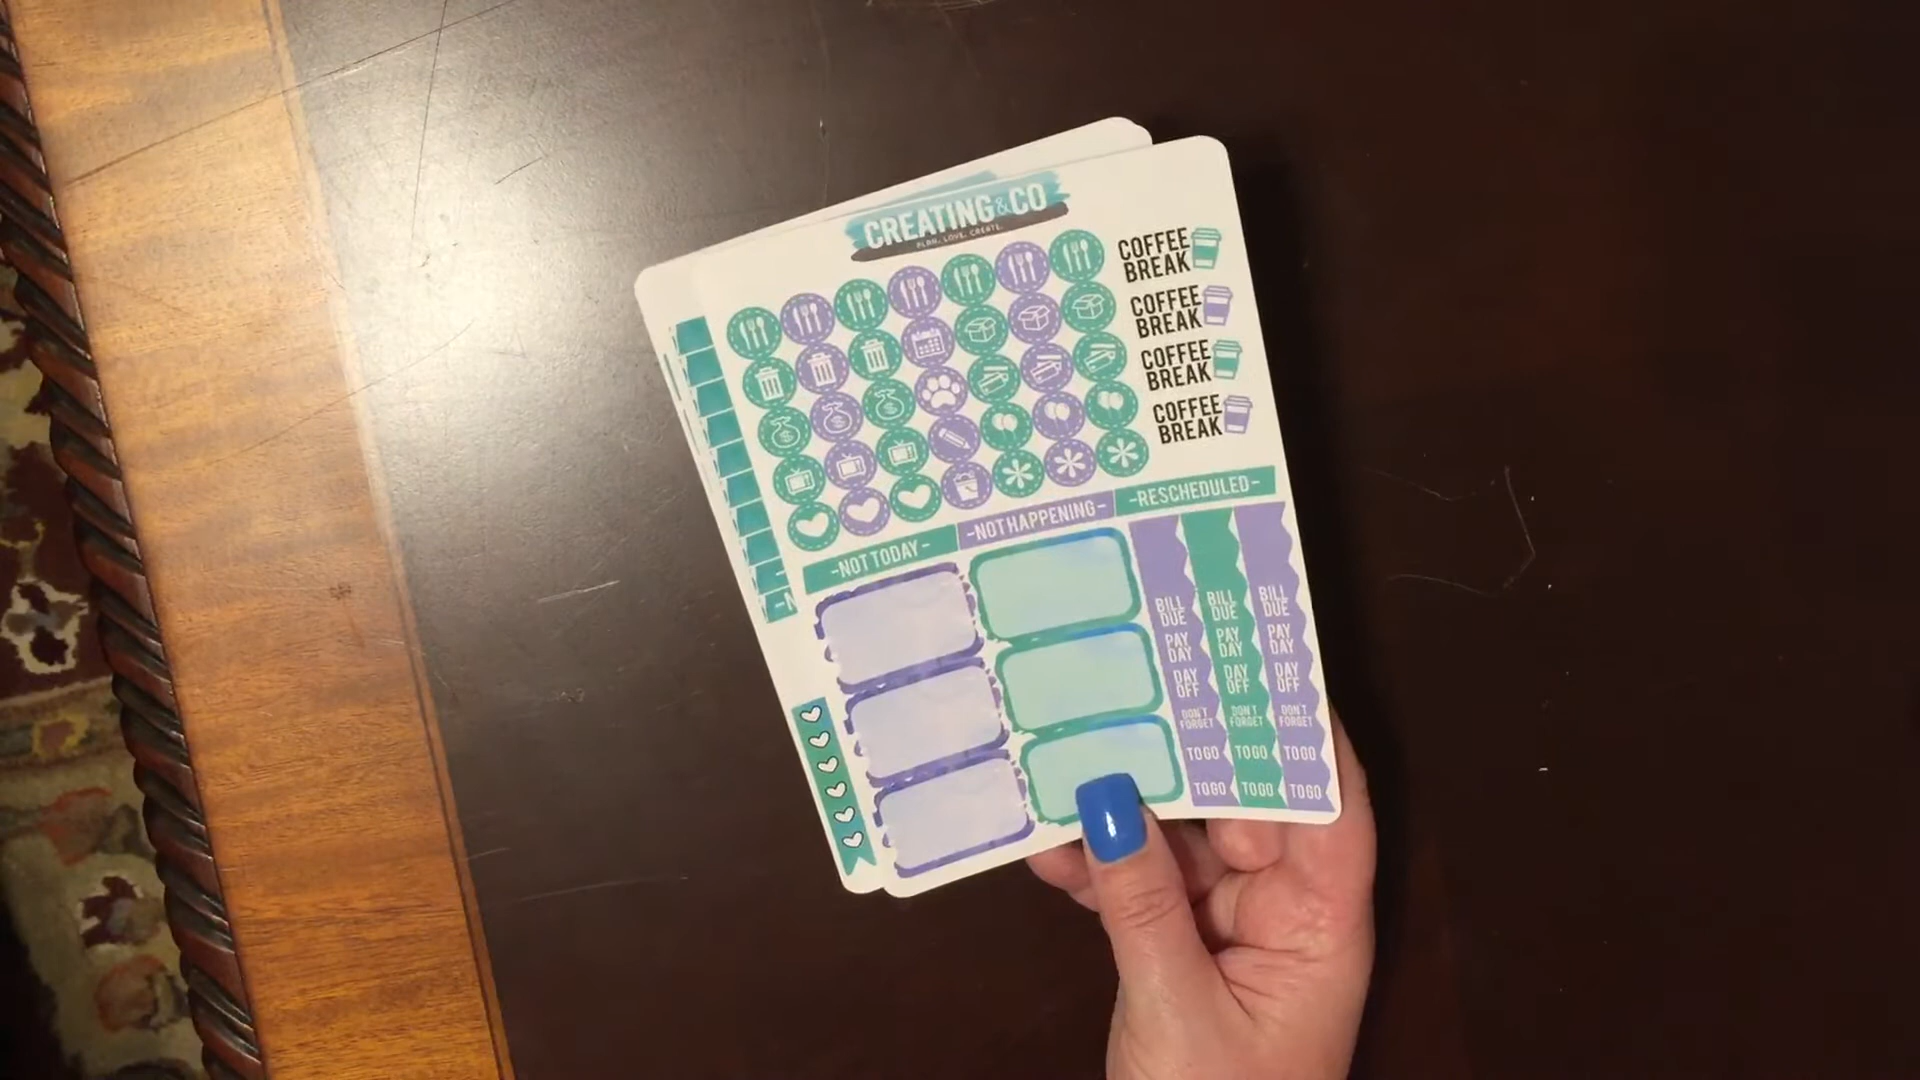 CREATING & CO
PLAN. LOVE. CREATE.
COFFEE
BREAK
COFFEE
BREAK
COFFEE
BREAK
COFFEE
BREAK
-NOT TODAY-
-NOT HAPPENING-
-RESCHEDULED-
BILL
DUE
BILL
DUE
BILL
DUE
PAY
DAY
PAY
DAY
PAY
DAY
DAY
OFF
DAY
OFF
DAY
OFF
DON'T
FORGET
DON'T
FORGET
DON'T
FORGET
TO GO
TO GO
TO GO
TO GO
TO GO
TO GO